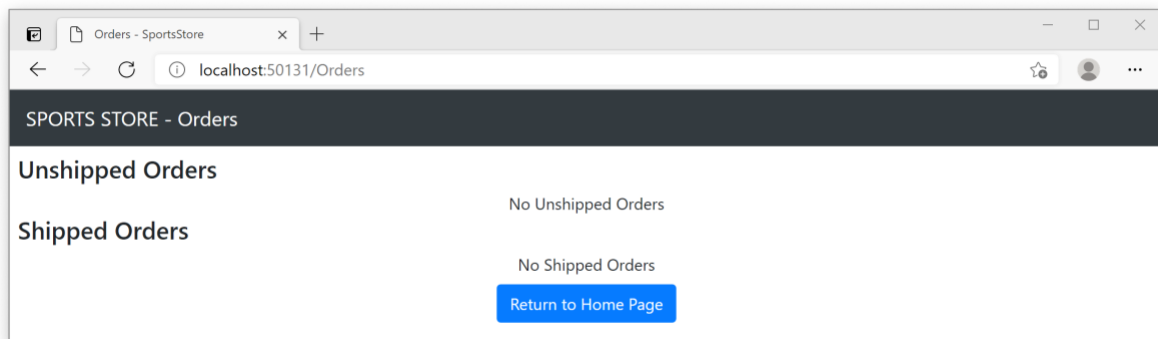 Orders - SportsStore
localhost:50131/Orders
SPORTS STORE - Orders
Unshipped Orders
No Unshipped Orders
Shipped Orders
No Shipped Orders
Return to Home Page